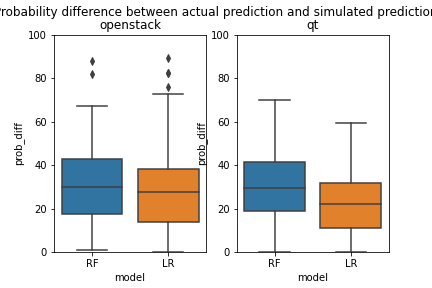 robability difference between actual prediction and simulated prediction
openstack
qt
prob_diff
100
80
60
40
20
0
RF
LR
model
prob_diff
100
80
60
40
20
0
RF
LR
model